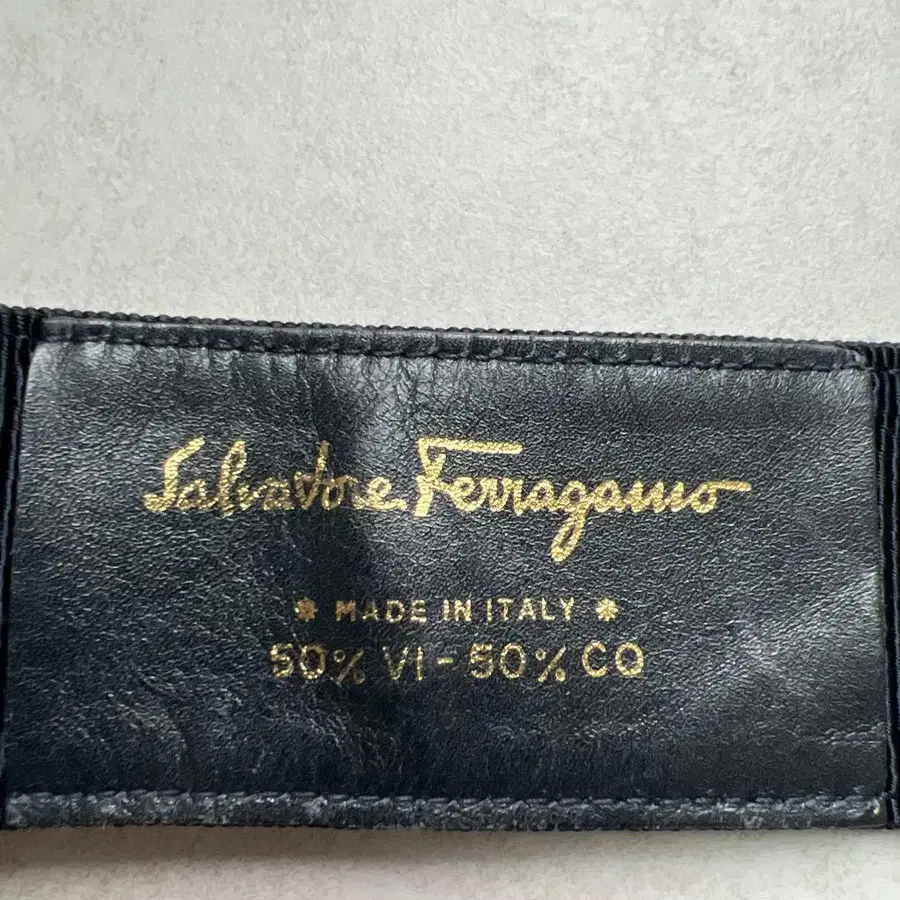 Salvatore Ferragamo
* MADE IN ITALY *
50% VI - 50% CO